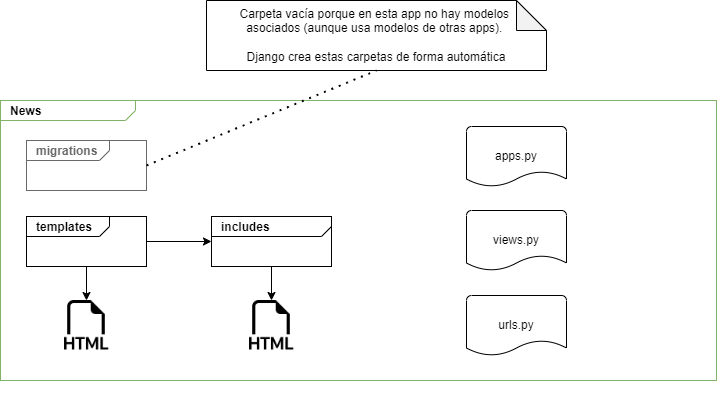 Carpeta vacía porque en esta app no hay modelos
asociados (aunque usa modelos de otras apps).
Django crea estas carpetas de forma automática
News
migrations
apps.py
templates
includes
views.py
HTML
HTML
urls.py